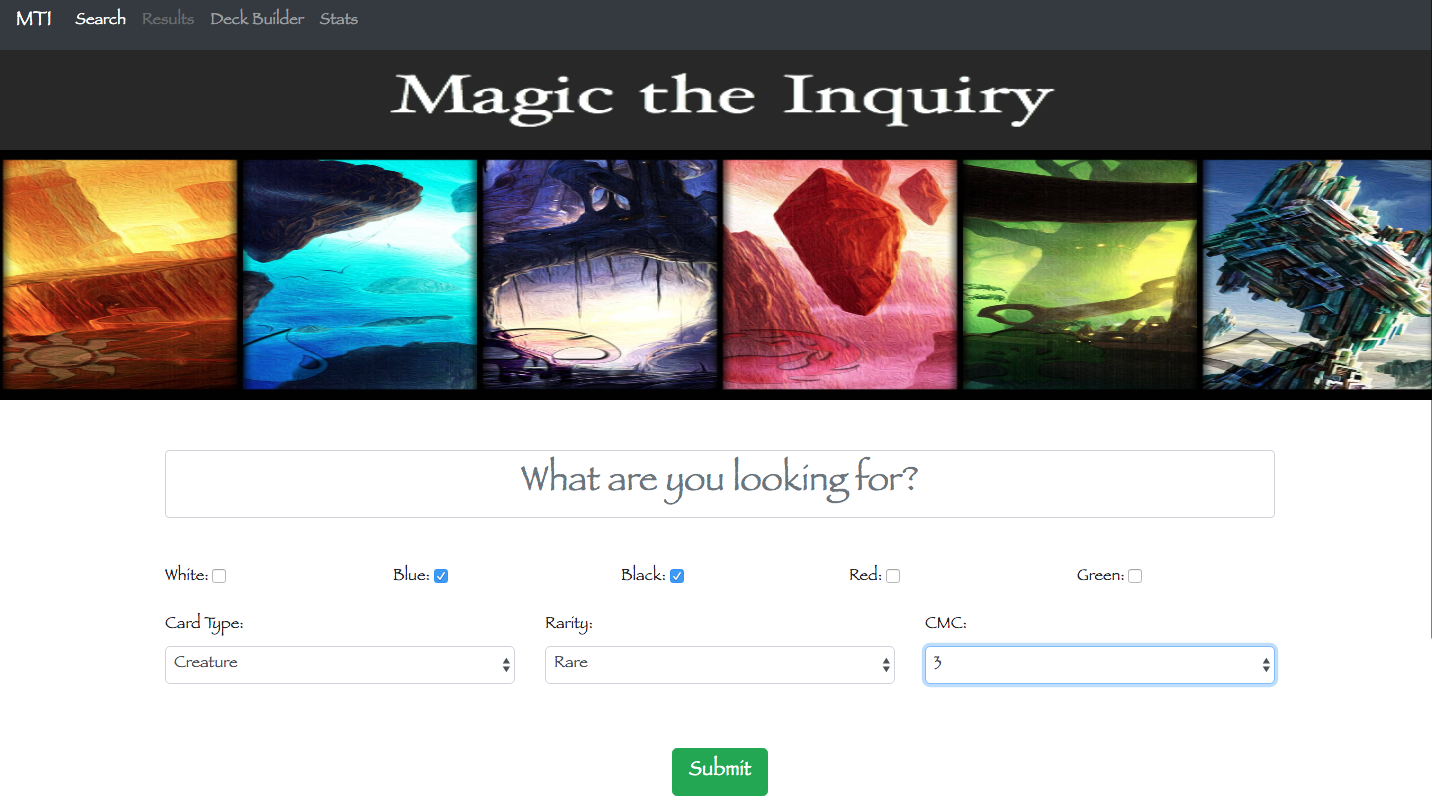 MTI Search Results Deck Builder Stats
Magic the Inquiry
What are you looking for?
White: Blue: Black: Red: Green:
Card Type: Rarity: CMC:
Creature Rare 3
Submit